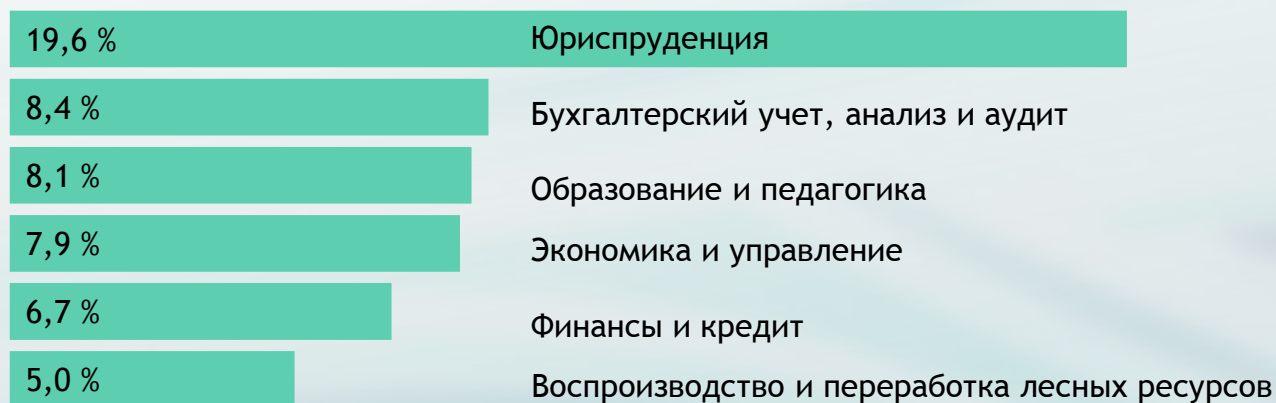 19,6 % Юриспруденция
8,4 % Бухгалтерский учет, анализ и аудит
8,1 % Образование и педагогика
7,9 % Экономика и управление
6,7 % Финансы и кредит
5,0 % Воспроизводство и переработка лесных ресурсов